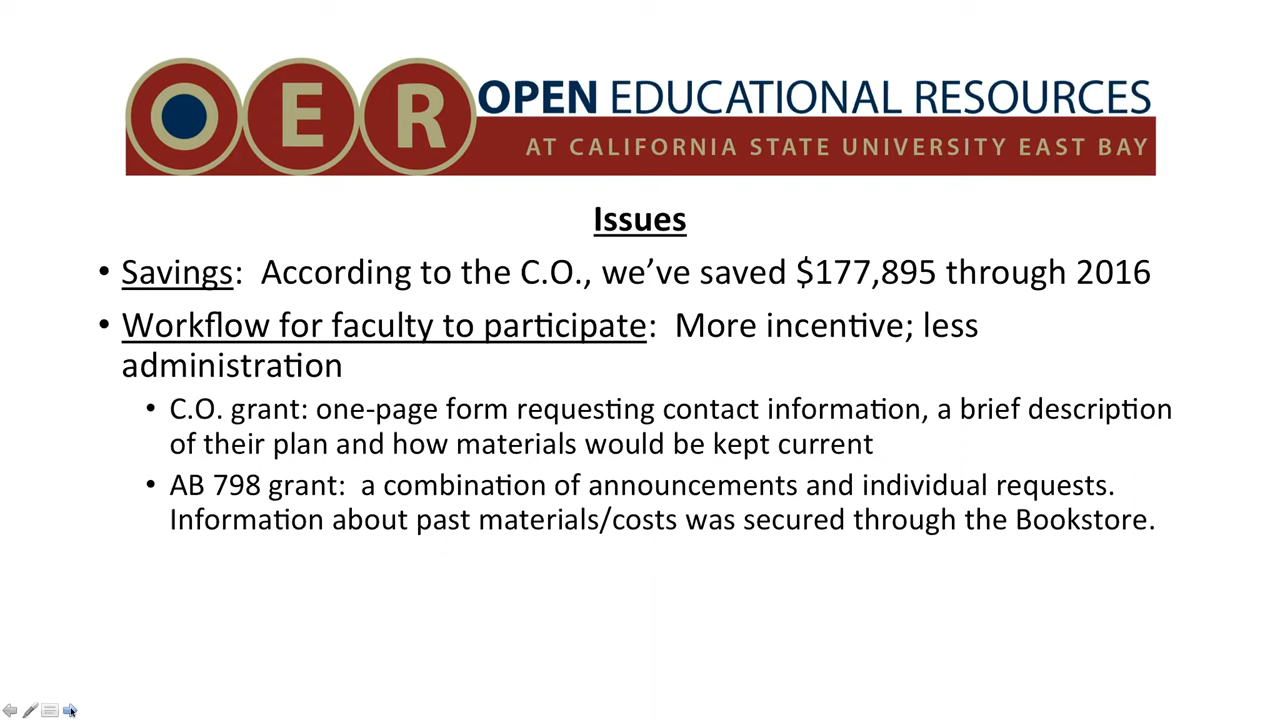 OER OPEN EDUCATIONAL RESOURCES
AT CALIFORNIA STATE UNIVERSITY EAST BAY
Issues
• Savings:  According to the C.O., we’ve saved $177,895 through 2016
• Workflow for faculty to participate:  More incentive; less
administration
• C.O. grant: one-page form requesting contact information, a brief description
of their plan and how materials would be kept current
• AB 798 grant:  a combination of announcements and individual requests.
Information about past materials/costs was secured through the Bookstore.